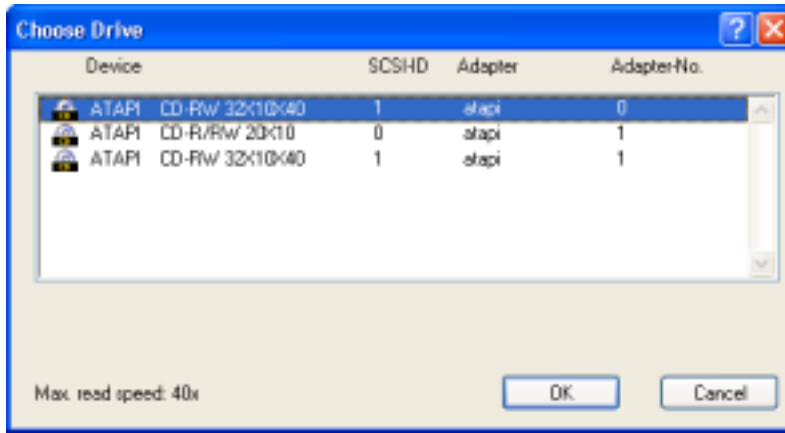 Choose Drive
Device SCSI-ID Adapter Adapter-No.
ATAPI CD-RW 32X10X40 1 atapi 0
ATAPI CD-R/RW 20X10 0 atapi 1
ATAPI CD-RW 32X10X40 1 atapi 1
Max. read speed: 40x
OK Cancel